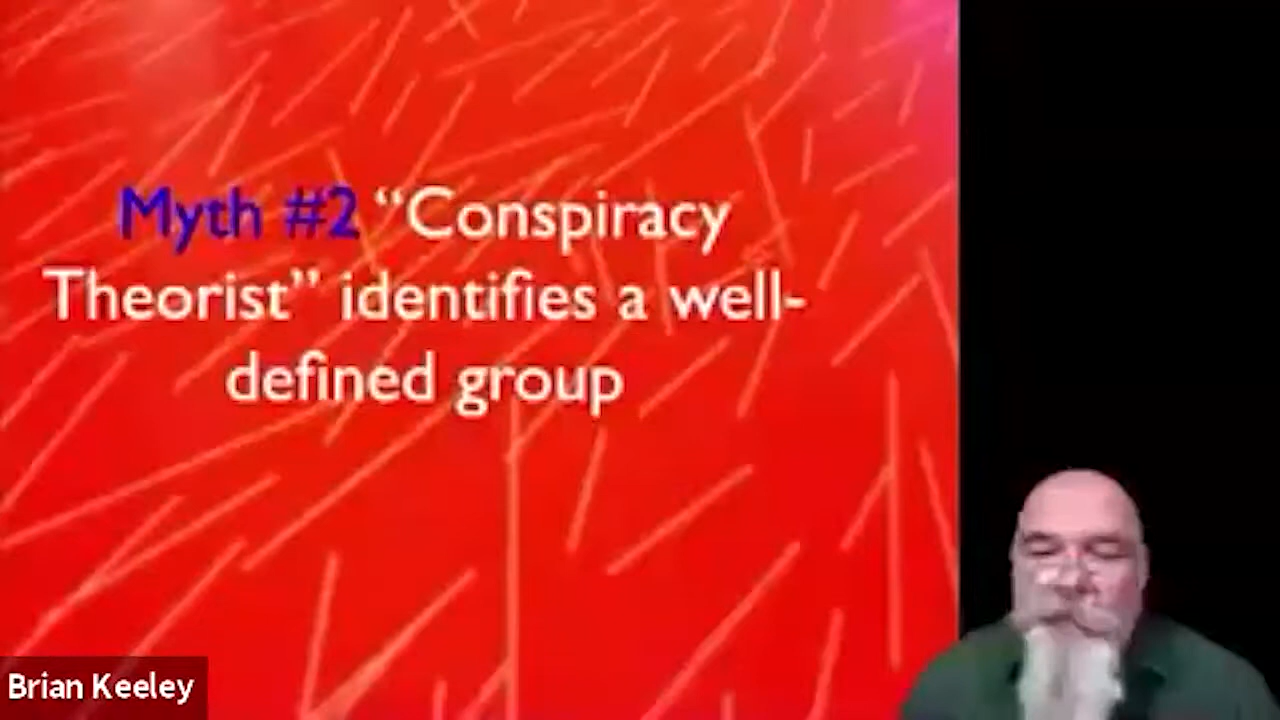 Myth #2 “Conspiracy
Theorist” identifies a well-
defined group
Brian Keeley